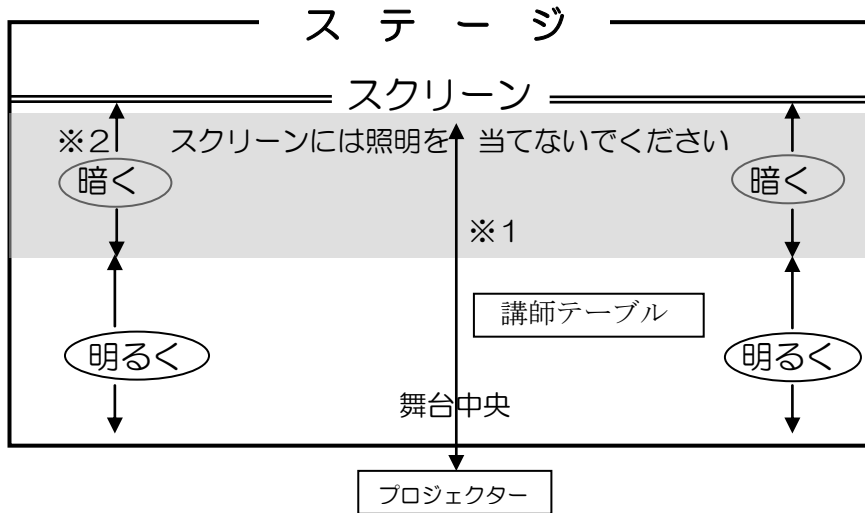 ス テ ー ジ
スクリーン
※２ スクリーンには照明を 当てないでください
暗く 暗く
※１
講師テーブル
明るく 明るく
舞台中央
プロジェクター